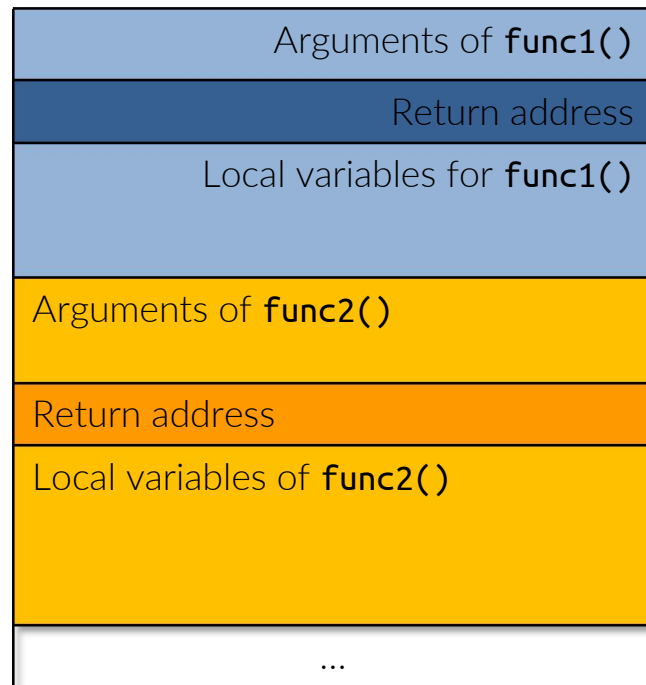 Arguments of func1()
Return address
Local variables for func1()
Arguments of func2()
Return address
Local variables of func2()
...